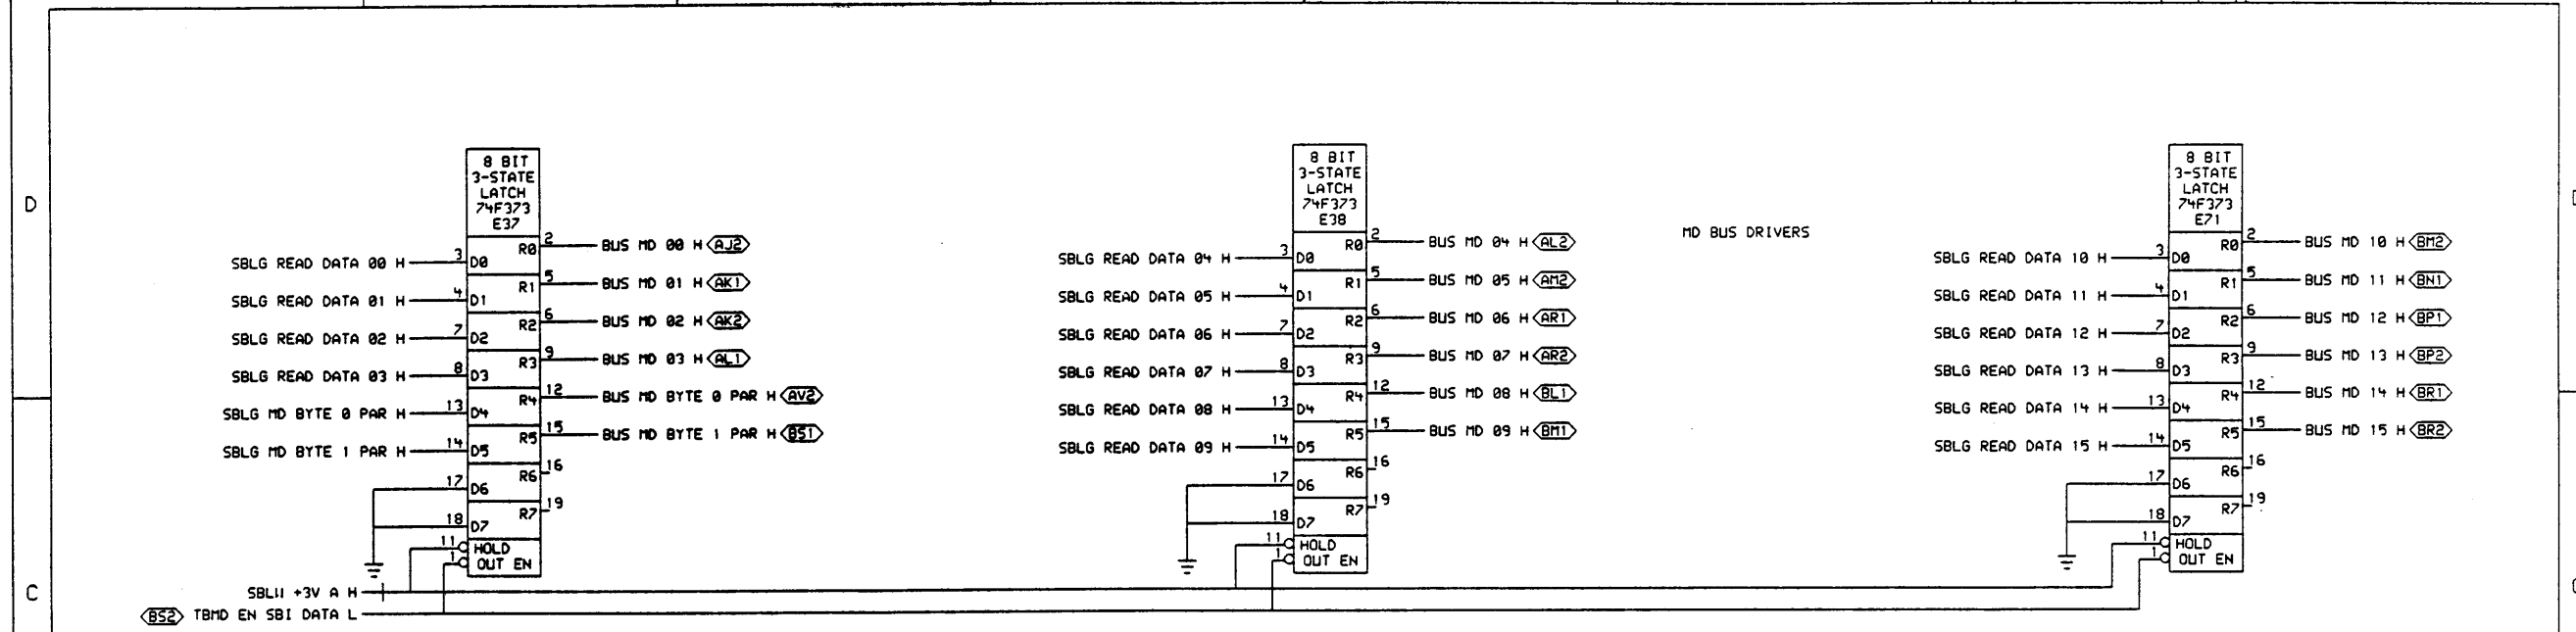 D
C
8 BIT
3-STATE
LATCH
74F373
E37
SBLG READ DATA 00 H 3 D0 R0 2 BUS MD 00 H AJ2
SBLG READ DATA 01 H 4 D1 R1 5 BUS MD 01 H AK1
SBLG READ DATA 02 H 7 D2 R2 6 BUS MD 02 H AK2
SBLG READ DATA 03 H 8 D3 R3 9 BUS MD 03 H AL1
SBLG MD BYTE 0 PAR H 13 D4 R4 12 BUS MD BYTE 0 PAR H AV2
SBLG MD BYTE 1 PAR H 14 D5 R5 15 BUS MD BYTE 1 PAR H BS1
17 D6 R6 16
18 D7 R7 19
11 HOLD
1 OUT EN
8 BIT
3-STATE
LATCH
74F373
E38
SBLG READ DATA 04 H 3 D0 R0 2 BUS MD 04 H AL2
SBLG READ DATA 05 H 4 D1 R1 5 BUS MD 05 H AM2
SBLG READ DATA 06 H 7 D2 R2 6 BUS MD 06 H AR1
SBLG READ DATA 07 H 8 D3 R3 9 BUS MD 07 H AR2
SBLG READ DATA 08 H 13 D4 R4 12 BUS MD 08 H BL1
SBLG READ DATA 09 H 14 D5 R5 15 BUS MD 09 H BM1
17 D6 R6 16
18 D7 R7 19
11 HOLD
1 OUT EN
MD BUS DRIVERS
8 BIT
3-STATE
LATCH
74F373
E71
SBLG READ DATA 10 H 3 D0 R0 2 BUS MD 10 H BM2
SBLG READ DATA 11 H 4 D1 R1 5 BUS MD 11 H BN1
SBLG READ DATA 12 H 7 D2 R2 6 BUS MD 12 H BP1
SBLG READ DATA 13 H 8 D3 R3 9 BUS MD 13 H BP2
SBLG READ DATA 14 H 13 D4 R4 12 BUS MD 14 H BR1
SBLG READ DATA 15 H 14 D5 R5 15 BUS MD 15 H BR2
17 D6 R6 16
18 D7 R7 19
11 HOLD
1 OUT EN
+3V A H
BS2 TBMD EN SBI DATA L